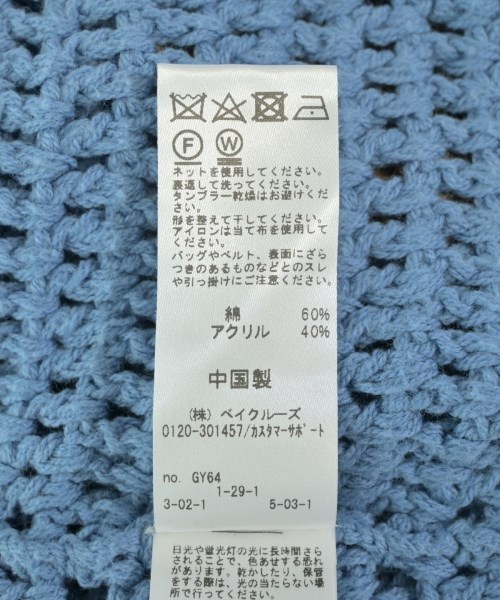 F W
ネットを使用してください。
裏返して洗ってください。
タンブラー乾燥はお避けくだ
さい。
形を整えて干してください。
アイロンは当て布を使用して
ください。
バッグやベルト、表面にざら
つきのあるものなどとのスレ
や引っ掛けにご注意ください。
綿 60%
アクリル 40%
中国製
(株) ベイクルーズ
0120-301457/カスタマーサポート
no. GY64
1-29-1
3-02-1 5-03-1
日光や蛍光灯の光に長時間さら
されることで、色あせする恐れ
があります。乾かしたり、保管
をする際は、光の当たらない場
所で行ってください。